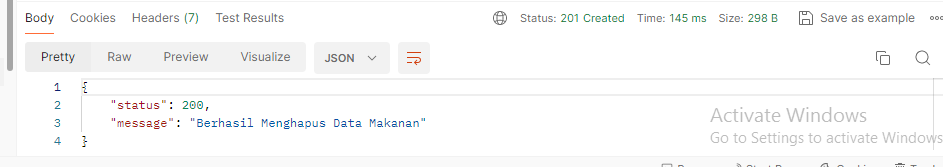 Body Cookies Headers (7) Test Results Status: 201 Created Time: 145 ms Size: 298 B Save as example
Pretty Raw Preview Visualize JSON
1 {
2 "status": 200,
3 "message": "Berhasil Menghapus Data Makanan"
4 }
Activate Windows
Go to Settings to activate Windows